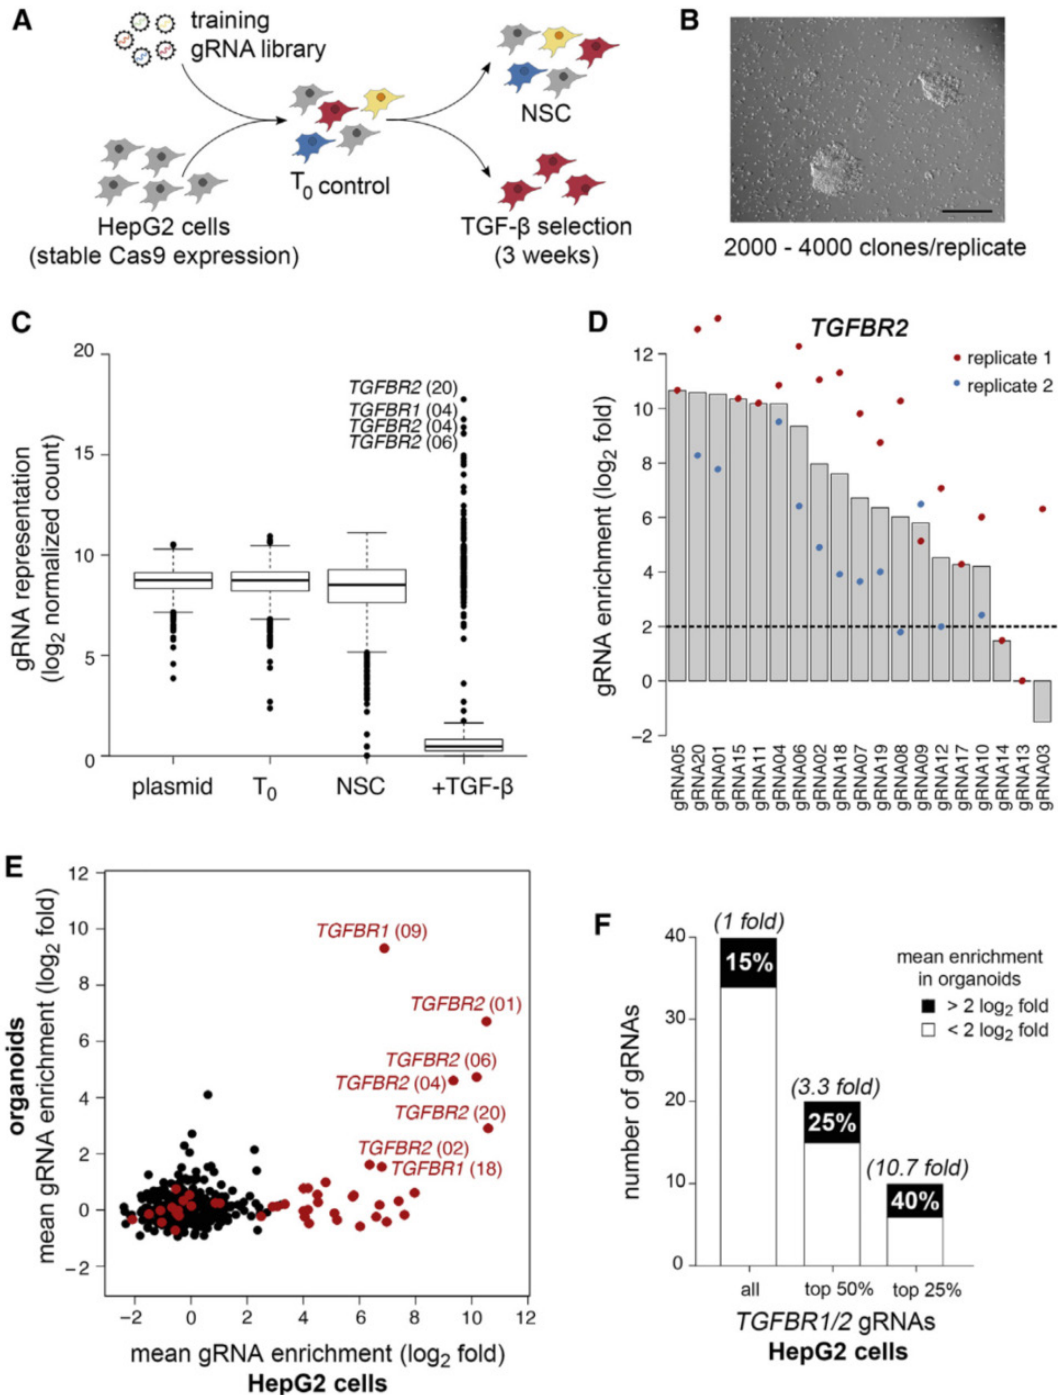 A
training
gRNA library
HepG2 cells
(stable Cas9 expression)
T0 control
NSC
TGF-β selection
(3 weeks)
B
2000 - 4000 clones/replicate
C
gRNA representation
(log2 normalized count)
20
15
10
5
0
TGFBR2 (20)
TGFBR1 (04)
TGFBR2 (04)
TGFBR2 (06)
plasmid
T0
NSC
+TGF-β
D
TGFBR2
replicate 1
replicate 2
gRNA enrichment (log2 fold)
12
10
8
6
4
2
0
−2
gRNA05
gRNA20
gRNA01
gRNA15
gRNA11
gRNA04
gRNA06
gRNA02
gRNA18
gRNA07
gRNA19
gRNA08
gRNA09
gRNA12
gRNA17
gRNA10
gRNA14
gRNA13
gRNA03
E
organoids
mean gRNA enrichment (log2 fold)
12
10
8
6
4
2
0
−2
TGFBR1 (09)
TGFBR2 (01)
TGFBR2 (06)
TGFBR2 (04)
TGFBR2 (20)
TGFBR2 (02)
TGFBR1 (18)
−2
0
2
4
6
8
10
12
mean gRNA enrichment (log2 fold)
HepG2 cells
F
number of gRNAs
40
30
20
10
0
(1 fold)
15%
(3.3 fold)
25%
(10.7 fold)
40%
mean enrichment
in organoids
> 2 log2 fold
< 2 log2 fold
all
top 50%
top 25%
TGFBR1/2 gRNAs
HepG2 cells